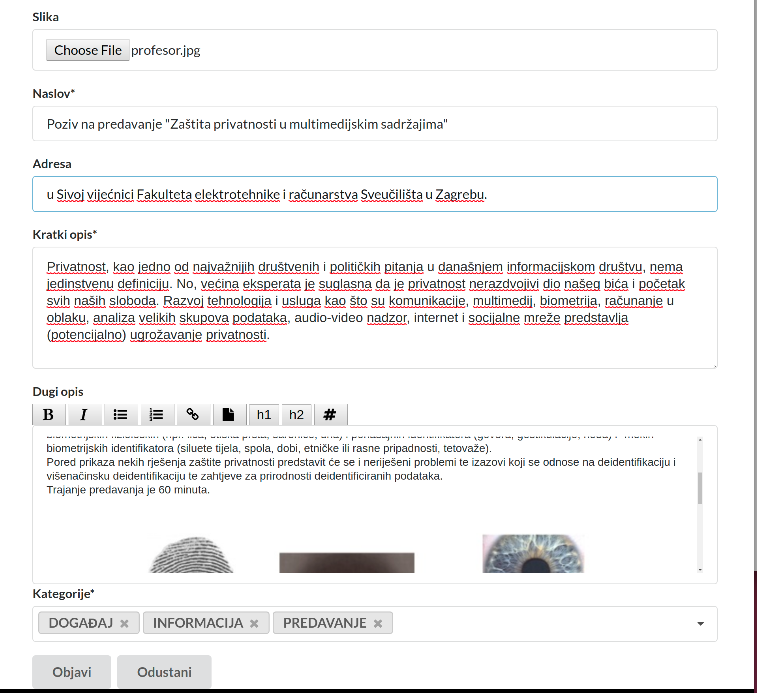 Slika
Choose File profesor.jpg
Naslov*
Poziv na predavanje "Zaštita privatnosti u multimedijskim sadržajima"
Adresa
u Sivoj vijećnici Fakulteta elektrotehnike i računarstva Sveučilišta u Zagrebu.
Kratki opis*
Privatnost, kao jedno od najvažnijih društvenih i političkih pitanja u današnjem informacijskom društvu, nema
jedinstvenu definiciju. No, većina eksperata je suglasna da je privatnost nerazdvojivi dio našeg bića i početak
svih naših sloboda. Razvoj tehnologija i usluga kao što su komunikacije, multimedij, biometrija, računanje u
oblaku, analiza velikih skupova podataka, audio-video nadzor, internet i socijalne mreže predstavlja
(potencijalno) ugrožavanje privatnosti.
Dugi opis
B I h1 h2 #
biometrijskih identifikatora (siluete tijela, spola, dobi, etničke ili rasne pripadnosti, tetovaže).
Pored prikaza nekih rješenja zaštite privatnosti predstavit će se i neriješeni problemi te izazovi koji se odnose na deidentifikaciju i
višenačinsku deidentifikaciju te zahtjeve za prirodnosti deidentificiranih podataka.
Trajanje predavanja je 60 minuta.
Kategorije*
DOGAĐAJ × INFORMACIJA × PREDAVANJE ×
Objavi Odustani